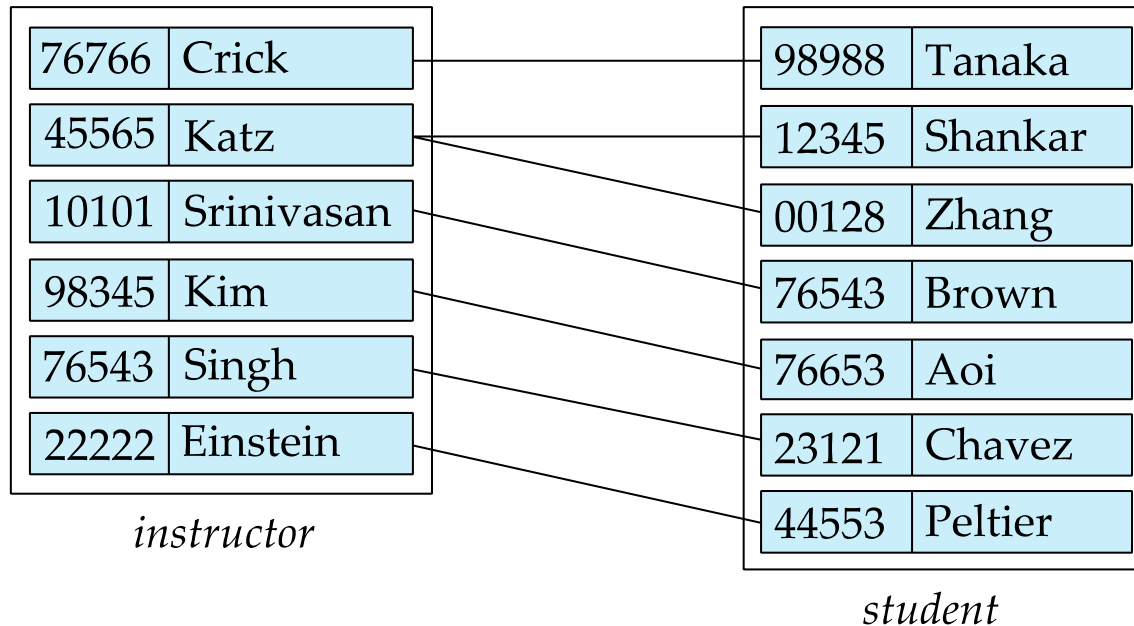 76766 Crick
45565 Katz
10101 Srinivasan
98345 Kim
76543 Singh
22222 Einstein
instructor
98988 Tanaka
12345 Shankar
00128 Zhang
76543 Brown
76653 Aoi
23121 Chavez
44553 Peltier
student